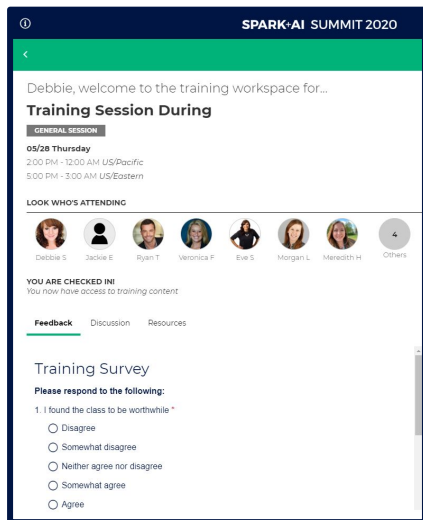 SPARK+AI SUMMIT 2020
Debbie, welcome to the training workspace for...
Training Session During
GENERAL SESSION
05/28 Thursday
2:00 PM - 12:00 AM US/Pacific
5:00 PM - 3:00 AM US/Eastern
LOOK WHO'S ATTENDING
4
Debbie S Jackie E Ryan T Veronica F Eve S Morgan L Meredith H Others
YOU ARE CHECKED IN!
You now have access to training content
Feedback Discussion Resources
Training Survey
Please respond to the following:
1. I found the class to be worthwhile *
Disagree
Somewhat disagree
Neither agree nor disagree
Somewhat agree
Agree